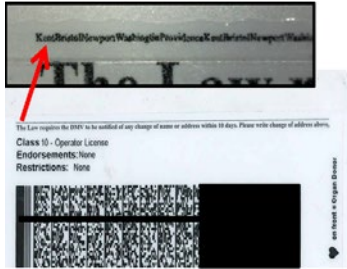 KentBristolNewportWashingtonProvidenceKentBristolNewportWashin
The Law r
The Law requires the DMV to be notified of any change of name or address within 10 days. Please write change of address above,
Class 10 - Operator License
Endorsements: None
Restrictions: None
on front = Organ Donor